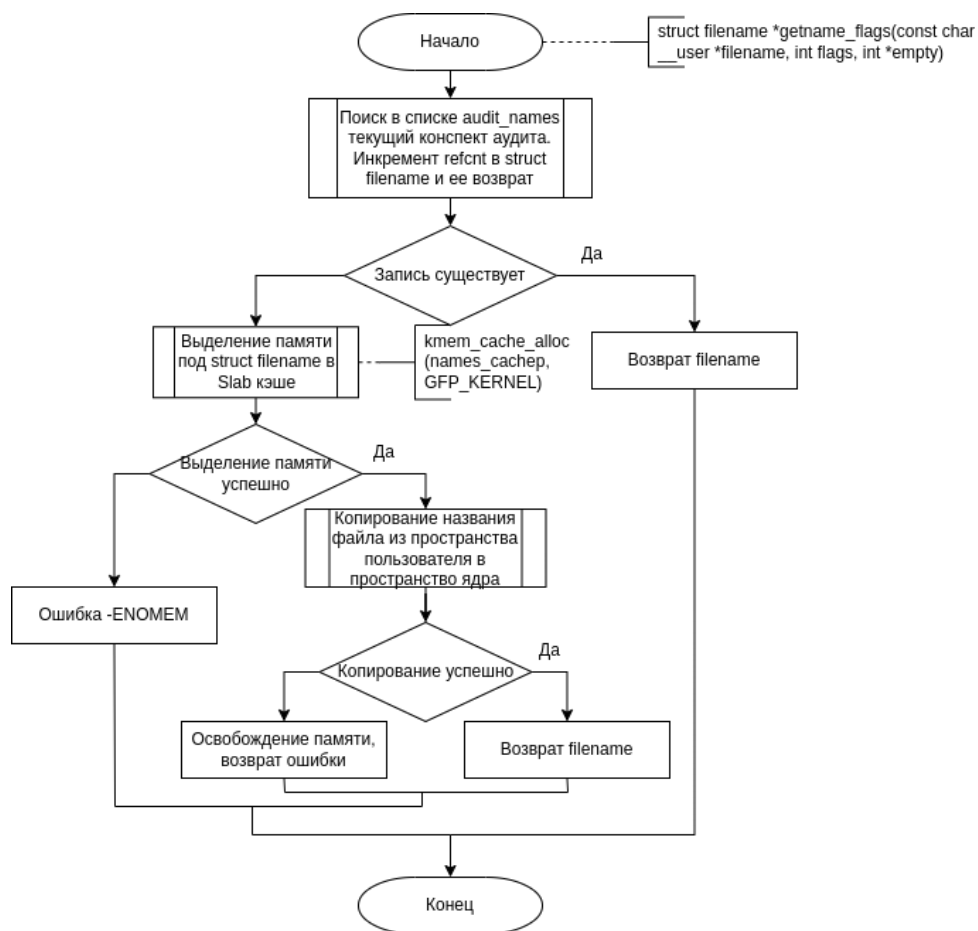 Начало
struct filename *getname_flags(const char
__user *filename, int flags, int *empty)
Поиск в списке audit_names
текущий конспект аудита.
Инкремент refcnt в struct
filename и ее возврат
Да
Запись существует
Выделение памяти
под struct filename в
Slab кэше
kmem_cache_alloc
(names_cachep,
GFP_KERNEL)
Возврат filename
Да
Выделение памяти
успешно
Копирование названия
файла из пространства
пользователя в
пространство ядра
Ошибка -ENOMEM
Да
Копирование успешно
Освобождение памяти,
возврат ошибки
Возврат filename
Конец